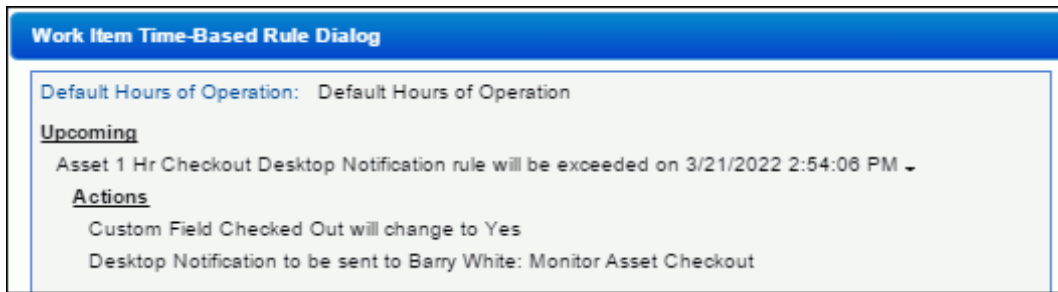 Work Item Time-Based Rule Dialog
Default Hours of Operation: Default Hours of Operation
Upcoming
Asset 1 Hr Checkout Desktop Notification rule will be exceeded on 3/21/2022 2:54:06 PM
Actions
Custom Field Checked Out will change to Yes
Desktop Notification to be sent to Barry White: Monitor Asset Checkout